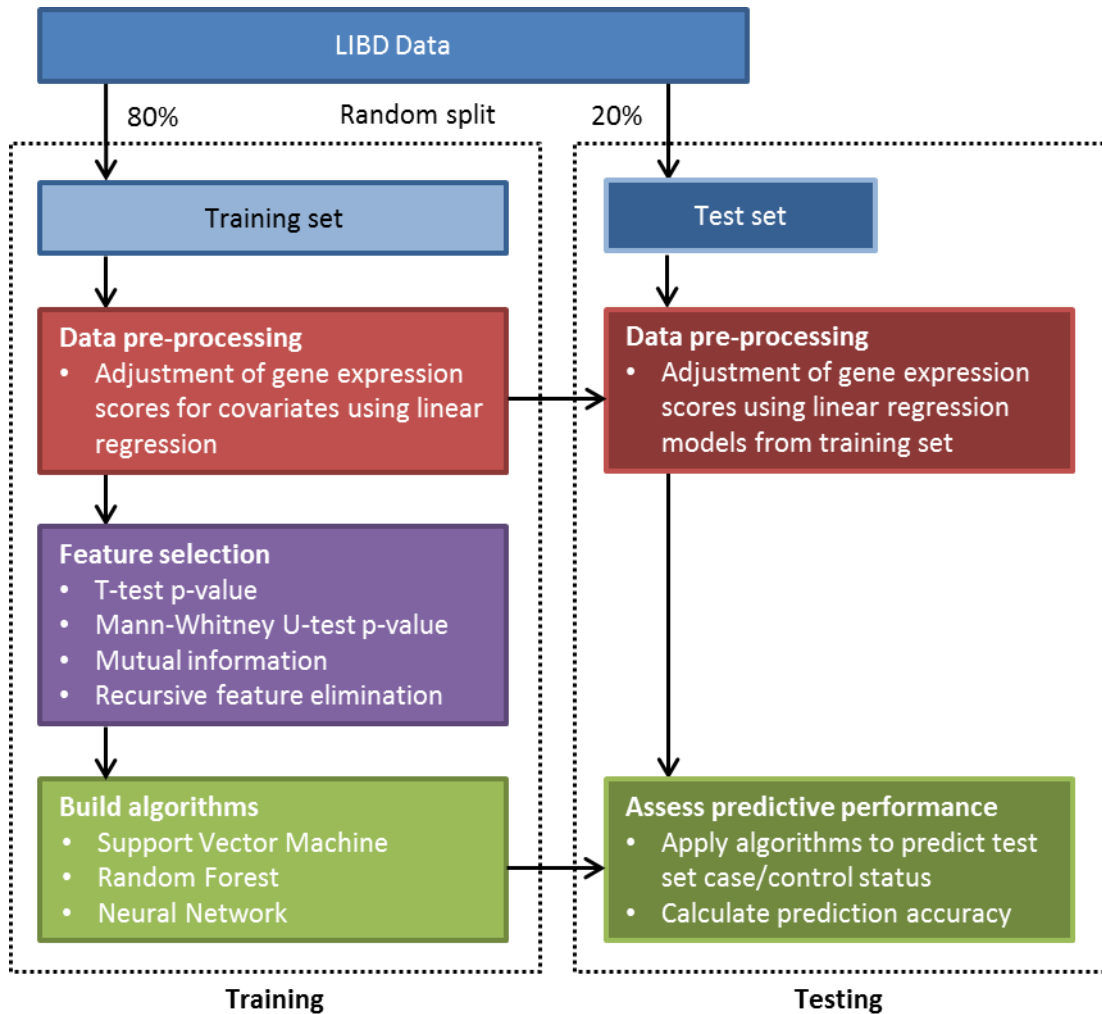 LIBD Data
80%
Random split
20%
Training set
Test set
Data pre-processing
• Adjustment of gene expression
scores for covariates using linear
regression
Data pre-processing
• Adjustment of gene expression
scores using linear regression
models from training set
Feature selection
• T-test p-value
• Mann-Whitney U-test p-value
• Mutual information
• Recursive feature elimination
Build algorithms
• Support Vector Machine
• Random Forest
• Neural Network
Assess predictive performance
• Apply algorithms to predict test
set case/control status
• Calculate prediction accuracy
Training
Testing